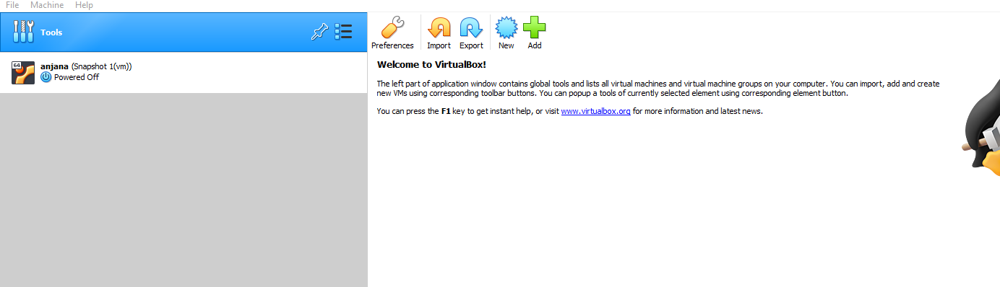 File Machine Help
Tools
Preferences Import Export New Add
64
anjana (Snapshot 1(vm))
Powered Off
Welcome to VirtualBox!
The left part of application window contains global tools and lists all virtual machines and virtual machine groups on your computer. You can import, add and create
new VMs using corresponding toolbar buttons. You can popup a tools of currently selected element using corresponding element button.
You can press the F1 key to get instant help, or visit www.virtualbox.org for more information and latest news.